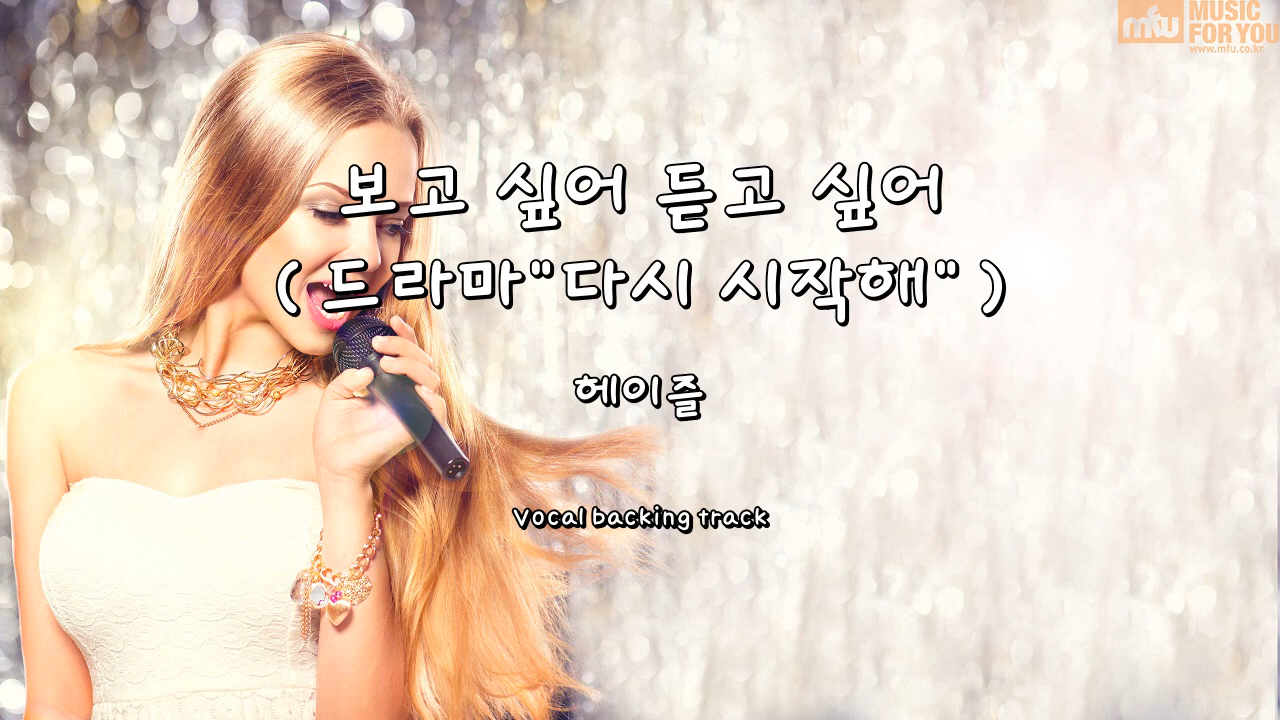 mfu MUSIC
FOR YOU
www.mfu.co.kr
보고 싶어 듣고 싶어
( 드라마"다시 시작해" )
헤이즐
Vocal backing track